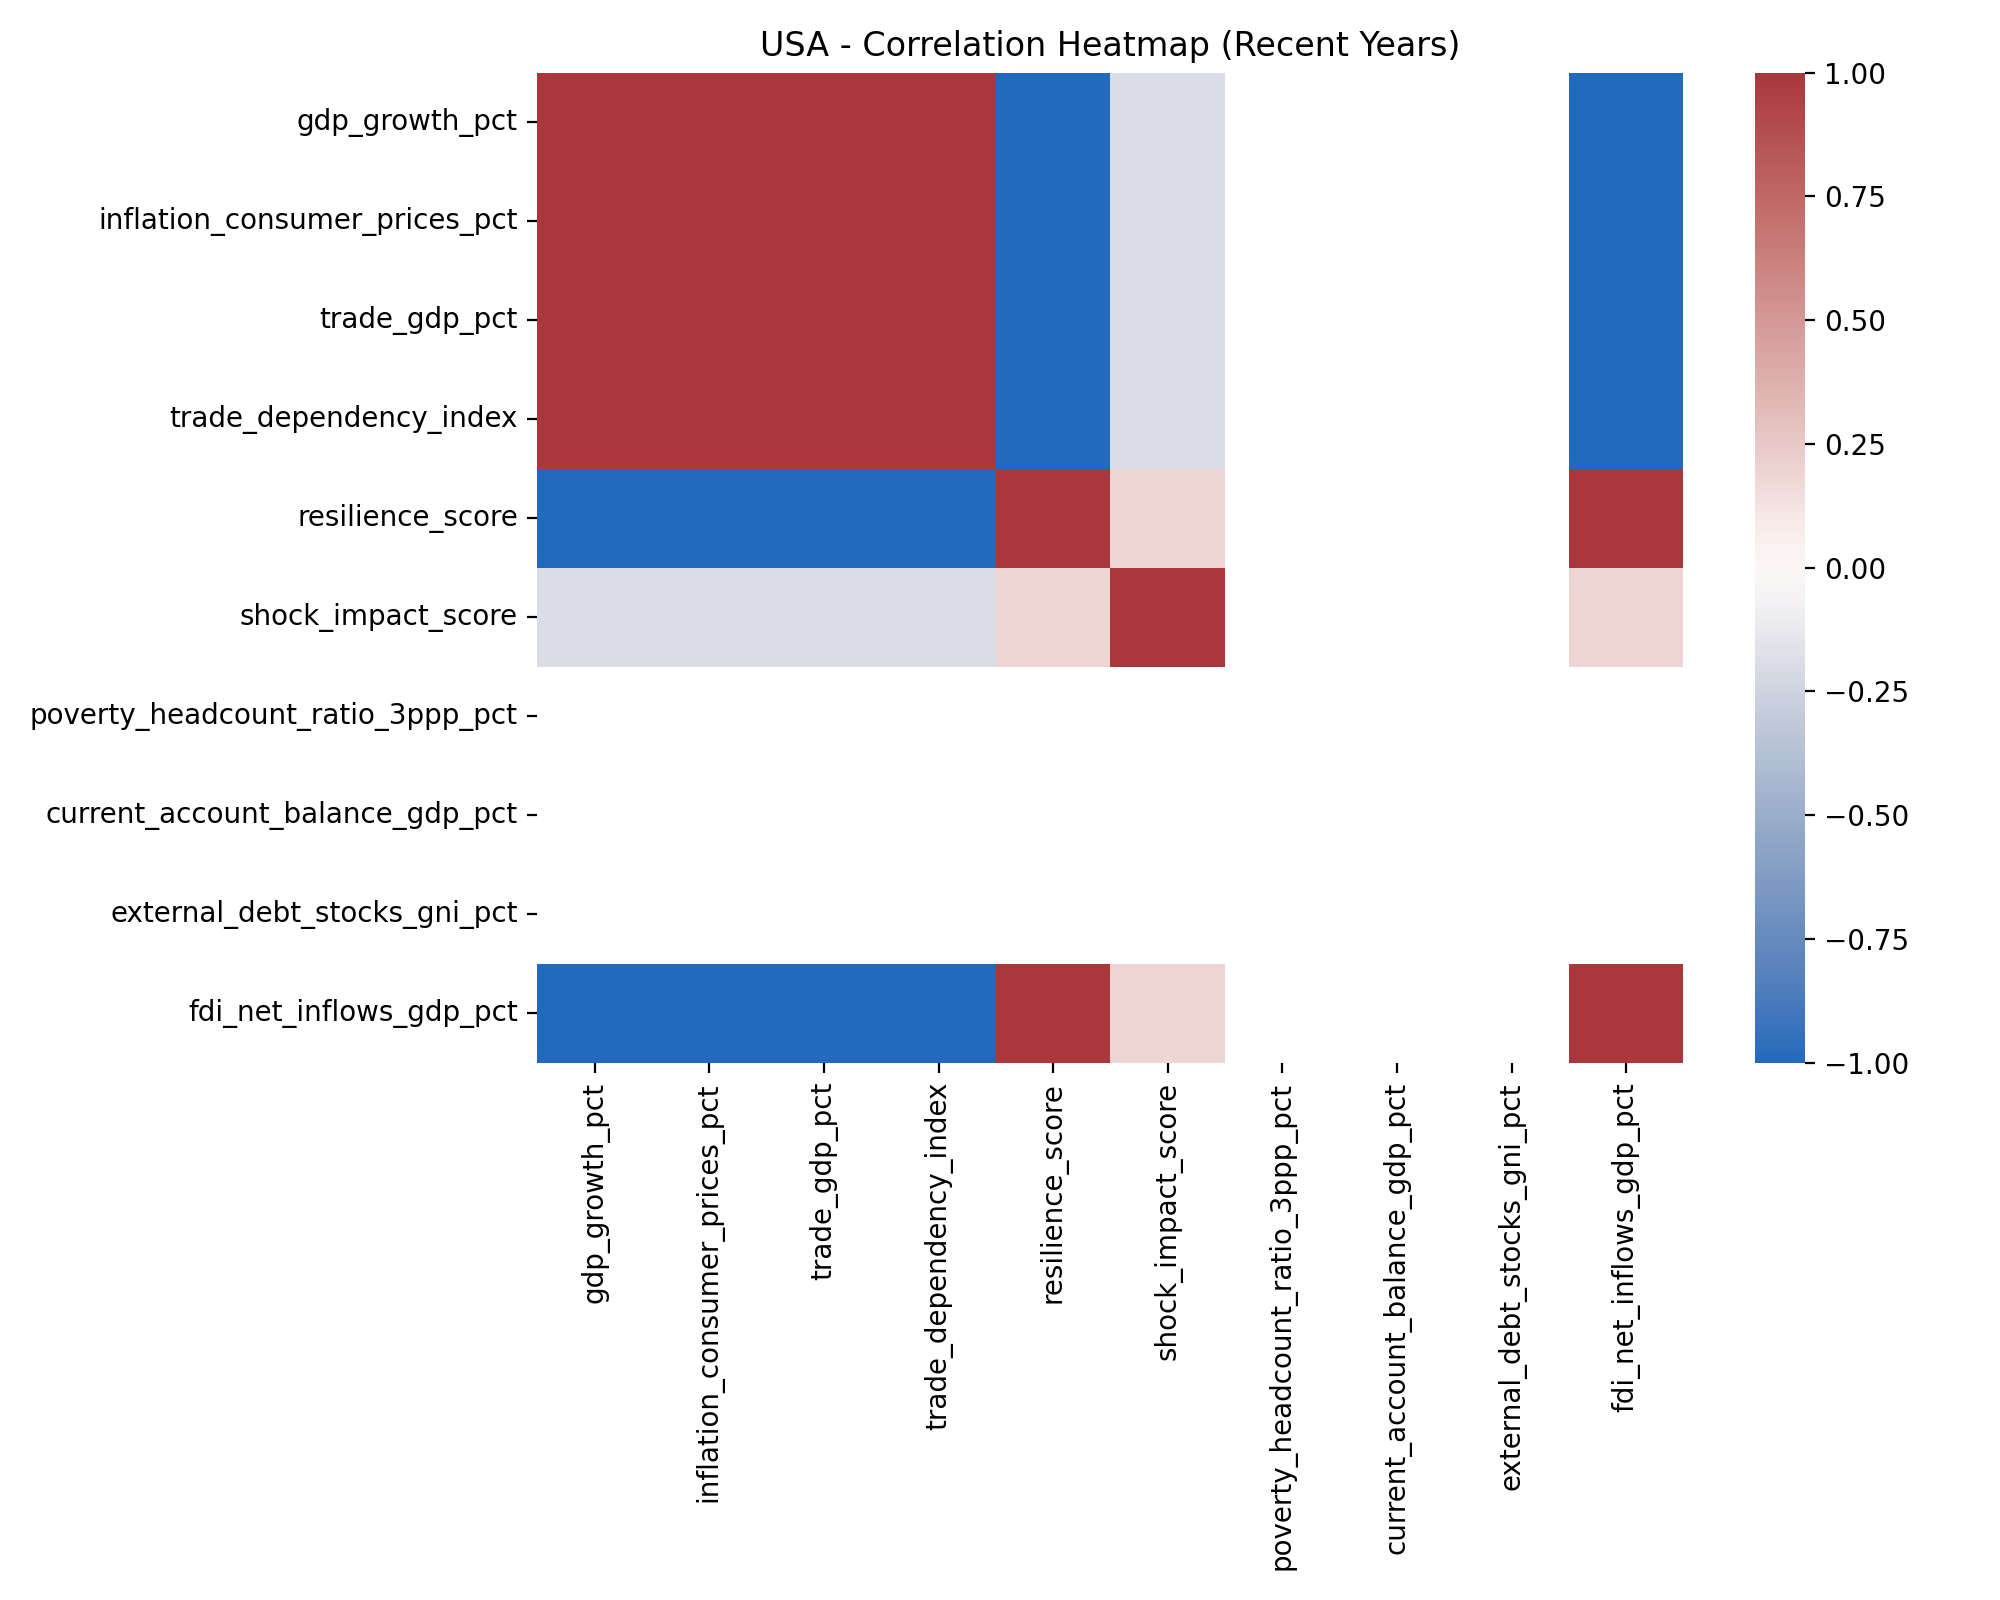 USA - Correlation Heatmap (Recent Years)
gdp_growth_pct
inflation_consumer_prices_pct
trade_gdp_pct
trade_dependency_index
resilience_score
shock_impact_score
poverty_headcount_ratio_3ppp_pct
current_account_balance_gdp_pct
external_debt_stocks_gni_pct
fdi_net_inflows_gdp_pct
gdp_growth_pct
inflation_consumer_prices_pct
trade_gdp_pct
trade_dependency_index
resilience_score
shock_impact_score
poverty_headcount_ratio_3ppp_pct
current_account_balance_gdp_pct
external_debt_stocks_gni_pct
fdi_net_inflows_gdp_pct
1.00
0.75
0.50
0.25
0.00
−0.25
−0.50
−0.75
−1.00